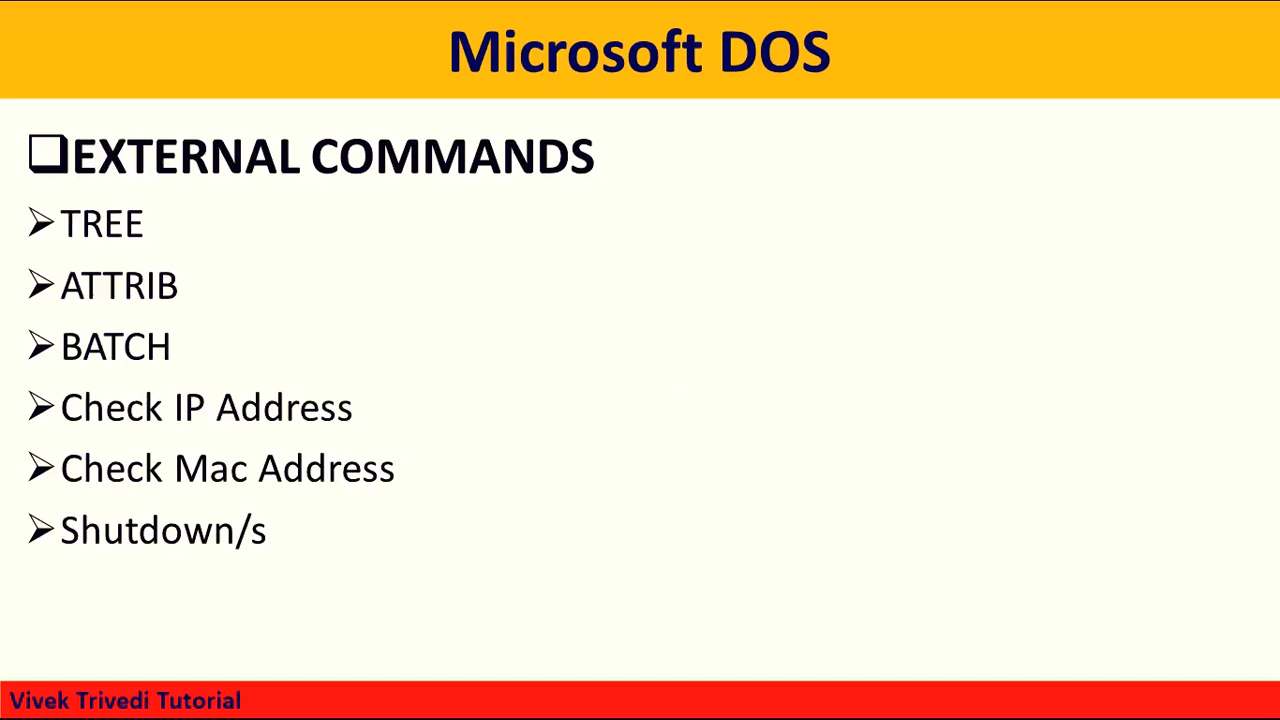 Microsoft DOS
EXTERNAL COMMANDS
TREE
ATTRIB
BATCH
Check IP Address
Check Mac Address
Shutdown/s
Vivek Trivedi Tutorial